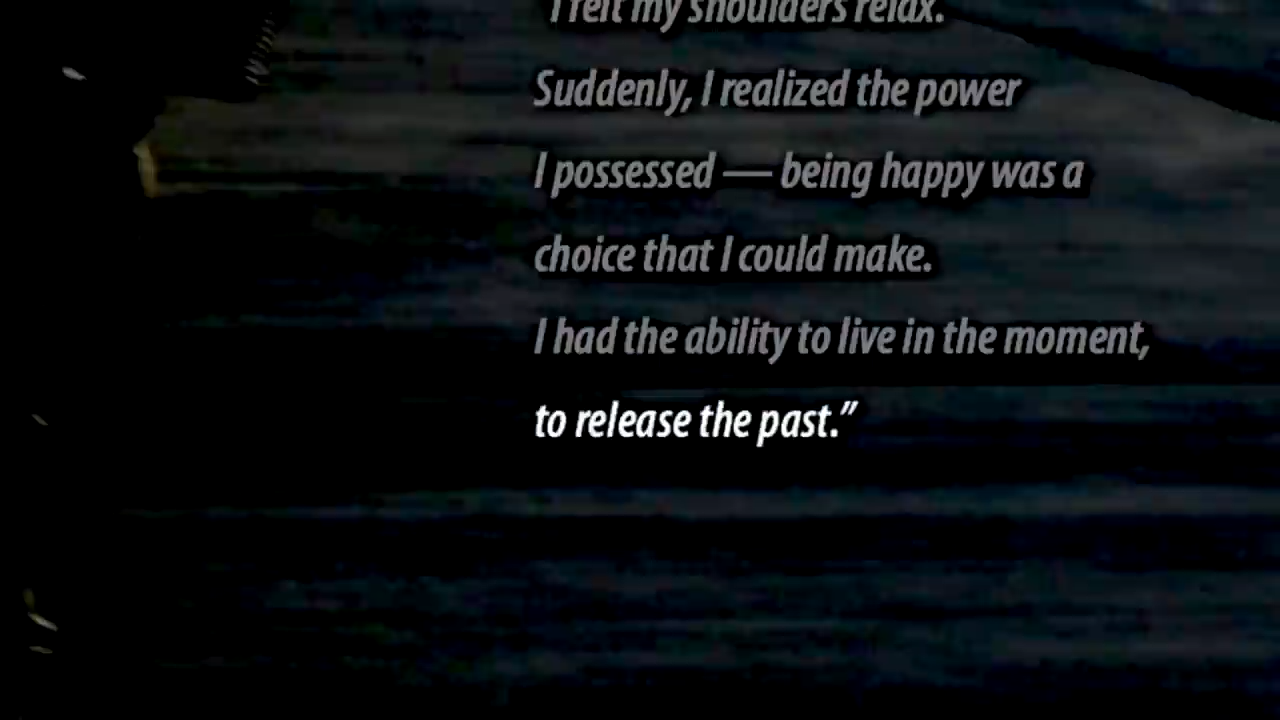 "I felt my shoulders relax.
Suddenly, I realized the power
I possessed — being happy was a
choice that I could make.
I had the ability to live in the moment,
to release the past.”